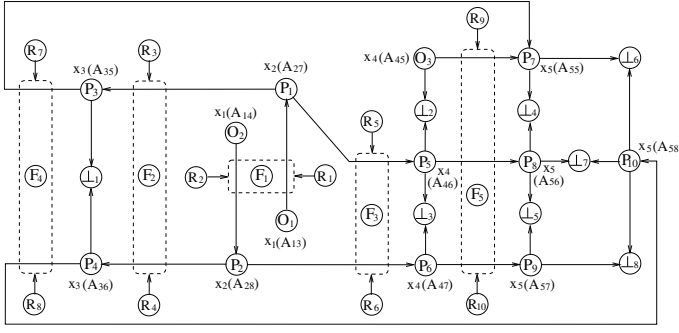 R₉
R₇ R₃ x₂(A₂₇) x₄(A₄₅) O₃ P₇ ⊥₆
x₃(A₃₅) x₅(A₅₅)
P₃ P₁
x₁(A₁₄) R₅ ⊥₂ ⊥₄
O₂ x₅(A₅₈
F₄ ⊥₁ F₂ R₂ F₁ R₁ P₅ P₈ ⊥₇ P₁₀
x₄ x₅
(A₄₆) F₅ (A₅₆)
O₁ F₃ ⊥₃ ⊥₅
x₁(A₁₃)
P₄ P₂ P₆ P₉ ⊥₈
x₃(A₃₆) x₂(A₂₈) x₄(A₄₇) x₅(A₅₇)
R₈ R₄ R₆ R₁₀